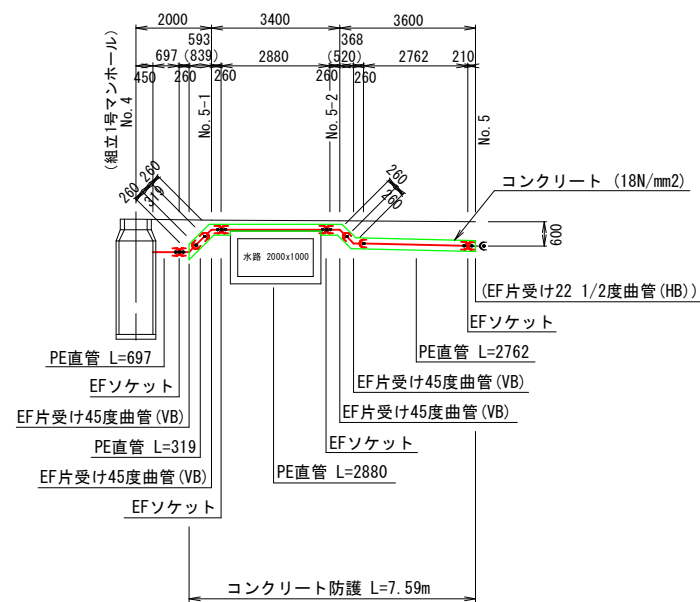 2000
3400
3600
593
368
697
(839)
2880
(520)
2762
210
450
260
260
260
260
(組立1号マンホール)
No.4
No.5-1
No.5-2
No.5
260
260
319
260
260
コンクリート (18N/mm2)
600
水路 2000x1000
(EF片受け22 1/2度曲管(HB))
EFソケット
PE直管 L=697
PE直管 L=2762
EFソケット
EF片受け45度曲管(VB)
EF片受け45度曲管(VB)
EF片受け45度曲管(VB)
PE直管 L=319
EFソケット
EF片受け45度曲管(VB)
PE直管 L=2880
EFソケット
コンクリート防護 L=7.59m